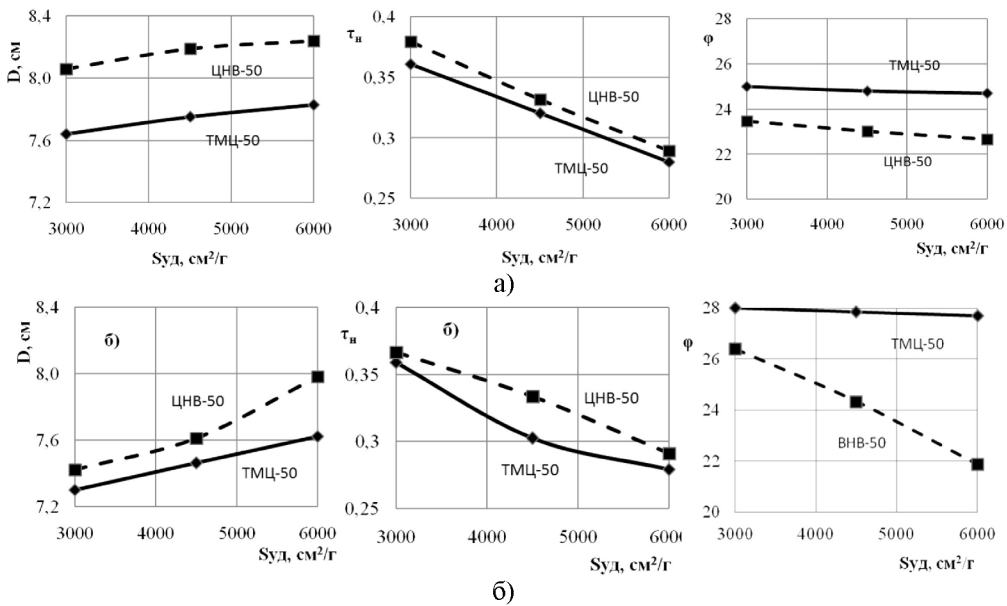 8,4
8,0
7,6
7,2
D, см
ЦНВ-50
ТМЦ-50
3000 4000 5000 6000
Sуд, см²/г
τн
0,4
0,35
0,3
0,25
ЦНВ-50
ТМЦ-50
3000 4000 5000 6000
Sуд, см²/г
φ
28
26
24
22
20
ТМЦ-50
ЦНВ-50
3000 4000 5000 6000
Sуд, см²/г
а)
8,4
8,0
7,6
7,2
D, см
б)
ЦНВ-50
ТМЦ-50
3000 4000 5000 6000
Sуд, см²/г
0,4
τн
0,35
0,3
0,25
б)
ЦНВ-50
ТМЦ-50
3000 4000 5000 6000
Sуд, см²/г
28
φ
26
24
22
20
ТМЦ-50
ВНВ-50
3000 4000 5000 6000
Sуд, см²/г
б)